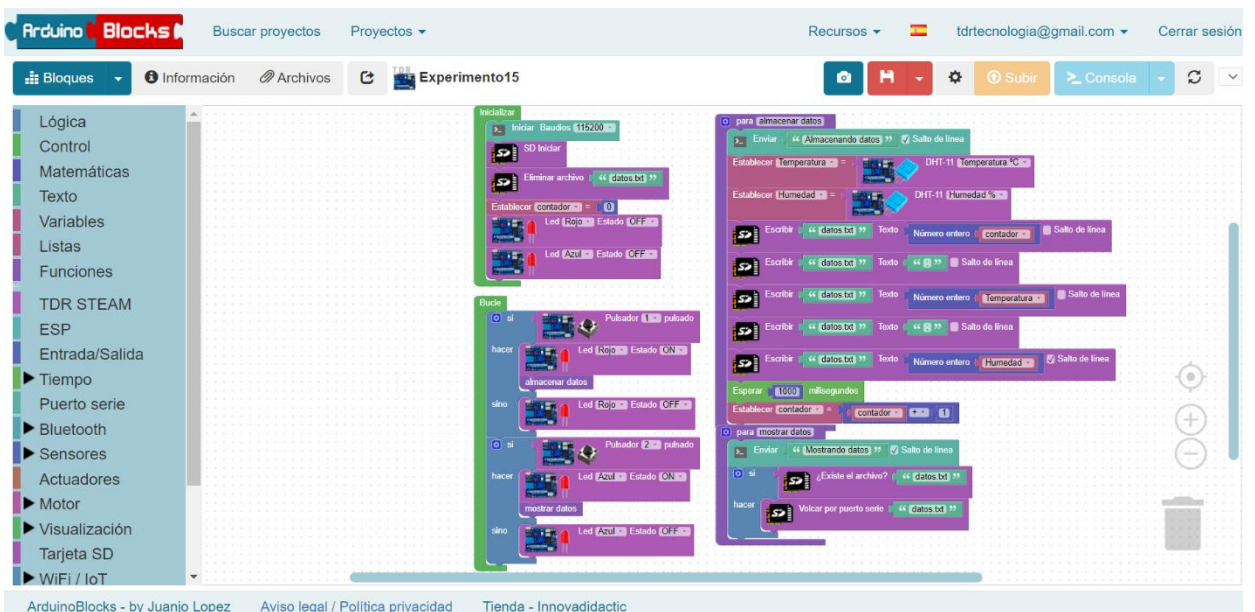 Arduino Blocks Buscar proyectos Proyectos Recursos tdrtecnologia@gmail.com Cerrar sesión
Bloques Información Archivos TDR Experimento15 Subir Consola
Lógica
Control
Matemáticas
Texto
Variables
Listas
Funciones
TDR STEAM
ESP
Entrada/Salida
Tiempo
Puerto serie
Bluetooth
Sensores
Actuadores
Motor
Visualización
Tarjeta SD
WiFi / IoT
Inicializar
Iniciar Baudios 115200
SD Iniciar
Eliminar archivo “ datos.txt ”
Establecer contador = 0
Led Rojo Estado OFF
Led Azul Estado OFF
Bucle
si Pulsador 1 pulsado
hacer Led Rojo Estado ON
almacenar datos
sino Led Rojo Estado OFF
si Pulsador 2 pulsado
hacer Led Azul Estado ON
mostrar datos
sino Led Azul Estado OFF
para almacenar datos
Enviar “ Almacenando datos ” Salto de línea
Establecer Temperatura = DHT-11 Temperatura ºC
Establecer Humedad = DHT-11 Humedad %
Escribir “ datos.txt ” Texto Número entero contador Salto de línea
Escribir “ datos.txt ” Texto “ ” Salto de línea
Escribir “ datos.txt ” Texto Número entero Temperatura Salto de línea
Escribir “ datos.txt ” Texto “ ” Salto de línea
Escribir “ datos.txt ” Texto Número entero Humedad Salto de línea
Esperar 1000 milisegundos
Establecer contador = contador + 1
para mostrar datos
Enviar “ Mostrando datos ” Salto de línea
si ¿Existe el archivo? “ datos.txt ”
hacer Volcar por puerto serie “ datos.txt ”
ArduinoBlocks - by Juanjo Lopez Aviso legal / Política privacidad Tienda - Innovadidactic